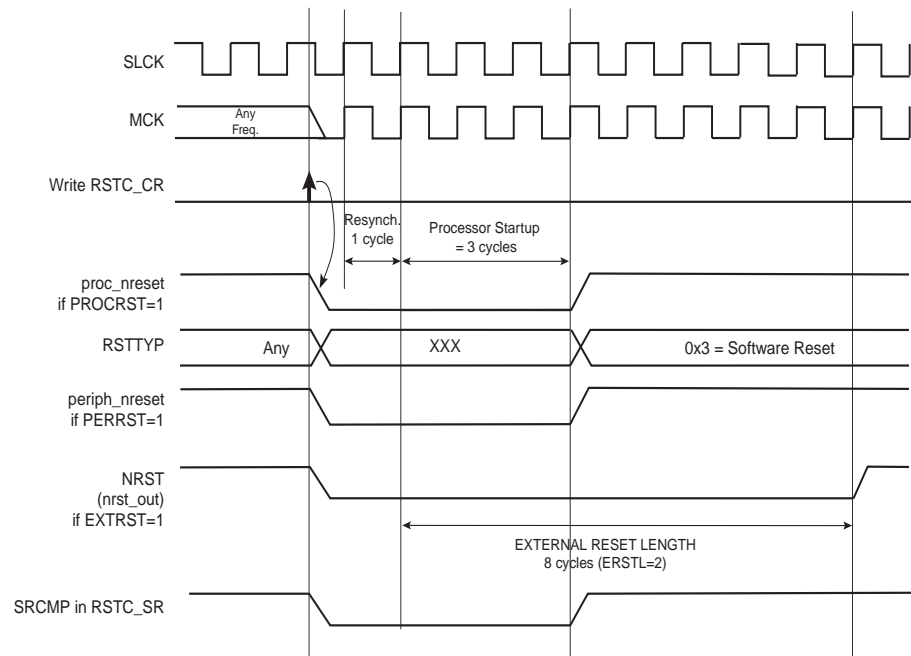 SLCK
MCK
Any
Freq.
Write RSTC_CR
Resynch.
1 cycle
Processor Startup
= 3 cycles
proc_nreset
if PROCRST=1
RSTTYP
Any
XXX
0x3 = Software Reset
periph_nreset
if PERRST=1
NRST
(nrst_out)
if EXTRST=1
EXTERNAL RESET LENGTH
8 cycles (ERSTL=2)
SRCMP in RSTC_SR